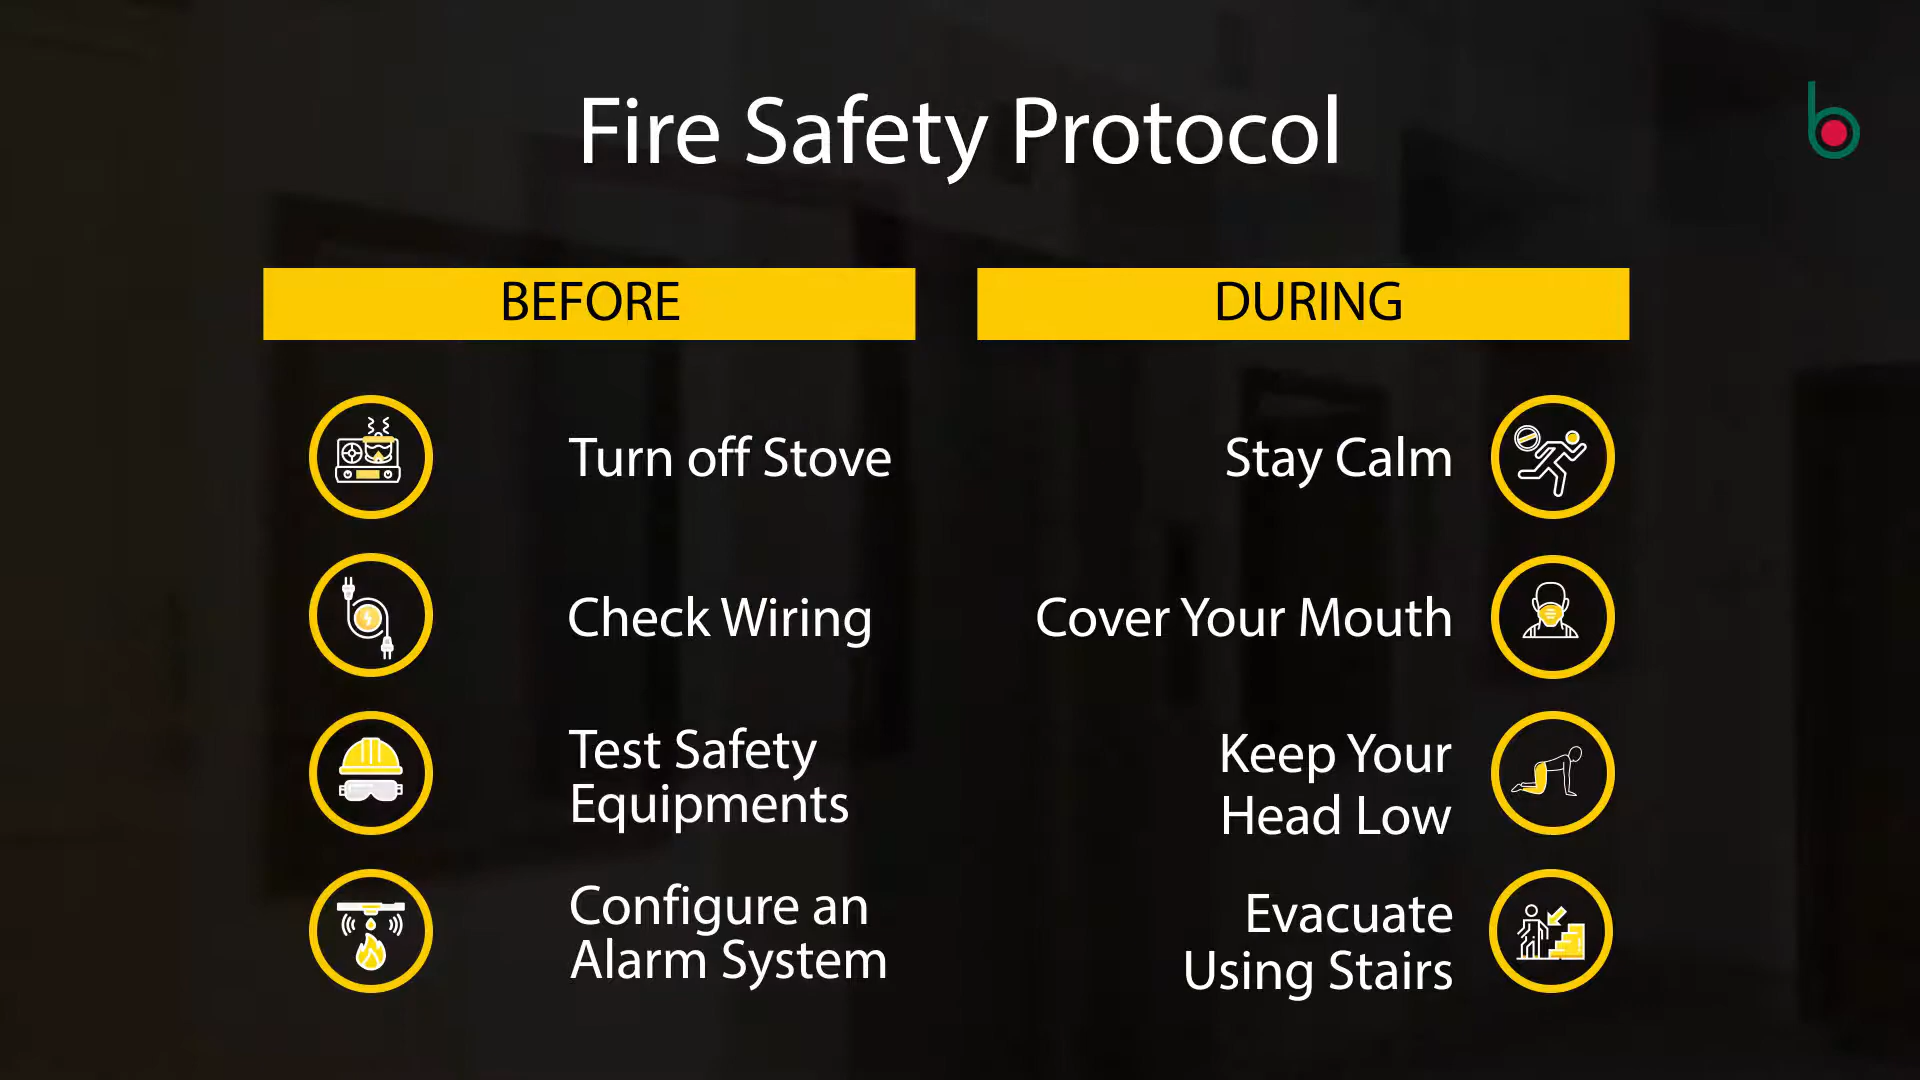 Fire Safety Protocol
BEFORE
Turn off Stove
Check Wiring
Test Safety
Equipments
Configure an
Alarm System
DURING
Stay Calm
Cover Your Mouth
Keep Your
Head Low
Evacuate
Using Stairs